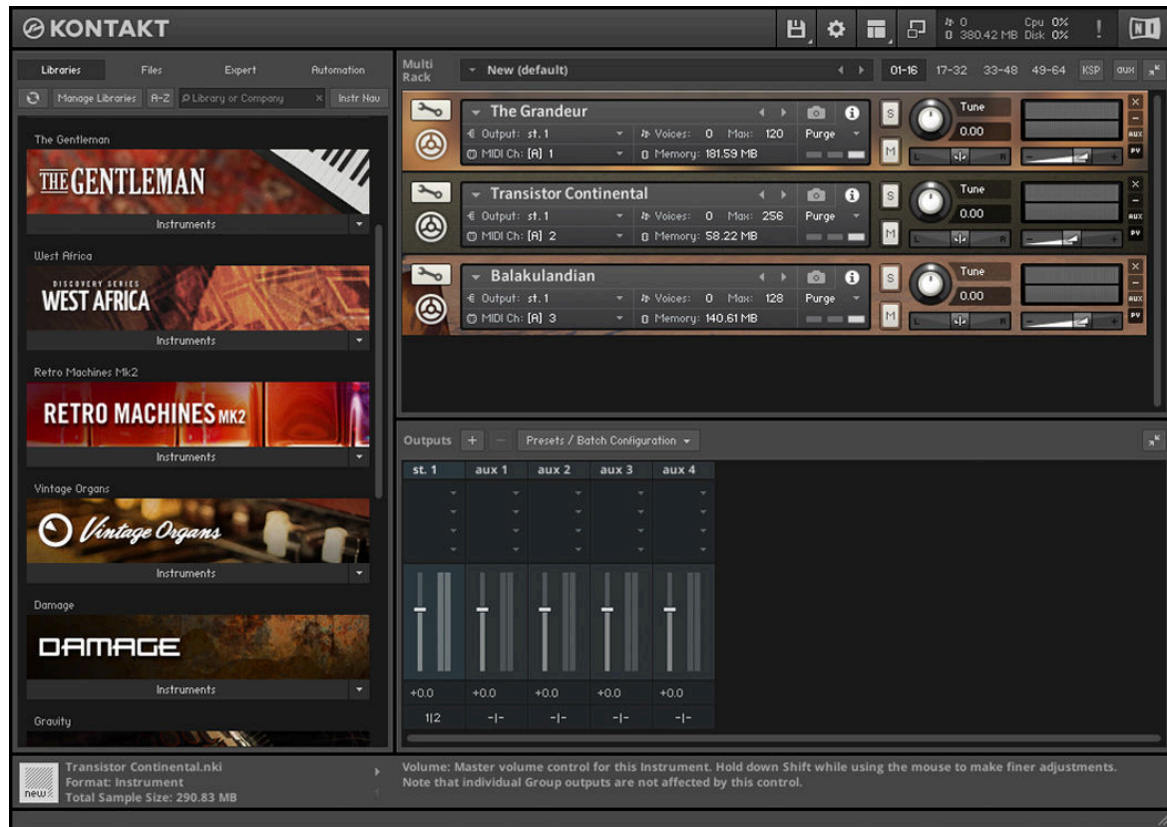 KONTAKT
0 Cpu 0%
380.42 MB Disk 0%
!
NI
Libraries Files Expert Automation
Manage Libraries A-Z Library or Company × Instr Nav
The Gentleman
THE GENTLEMAN
Instruments
West Africa
DISCOVERY SERIES
WEST AFRICA
Instruments
Retro Machines Mk2
RETRO MACHINES MK2
Instruments
Vintage Organs
Vintage Organs
Instruments
Damage
DAMAGE
Instruments
Gravity
Multi
Rack
New (default)
01-16 17-32 33-48 49-64 KSP aux
The Grandeur
Output: st. 1 Voices: 0 Max: 120 Purge
MIDI Ch: [A] 1 Memory: 181.59 MB
S
M
Tune
0.00
L R
- +
×
-
AUX
PV
Transistor Continental
Output: st. 1 Voices: 0 Max: 256 Purge
MIDI Ch: [A] 2 Memory: 58.22 MB
S
M
Tune
0.00
L R
- +
×
-
AUX
PV
Balakulandian
Output: st. 1 Voices: 0 Max: 128 Purge
MIDI Ch: [A] 3 Memory: 140.61 MB
S
M
Tune
0.00
L R
- +
×
-
AUX
PV
Outputs + - Presets / Batch Configuration
st. 1 aux 1 aux 2 aux 3 aux 4
+0.0 +0.0 +0.0 +0.0 +0.0
1|2 -|- -|- -|- -|-
new
Transistor Continental.nki
Format: Instrument
Total Sample Size: 290.83 MB
Volume: Master volume control for this Instrument. Hold down Shift while using the mouse to make finer adjustments.
Note that individual Group outputs are not affected by this control.